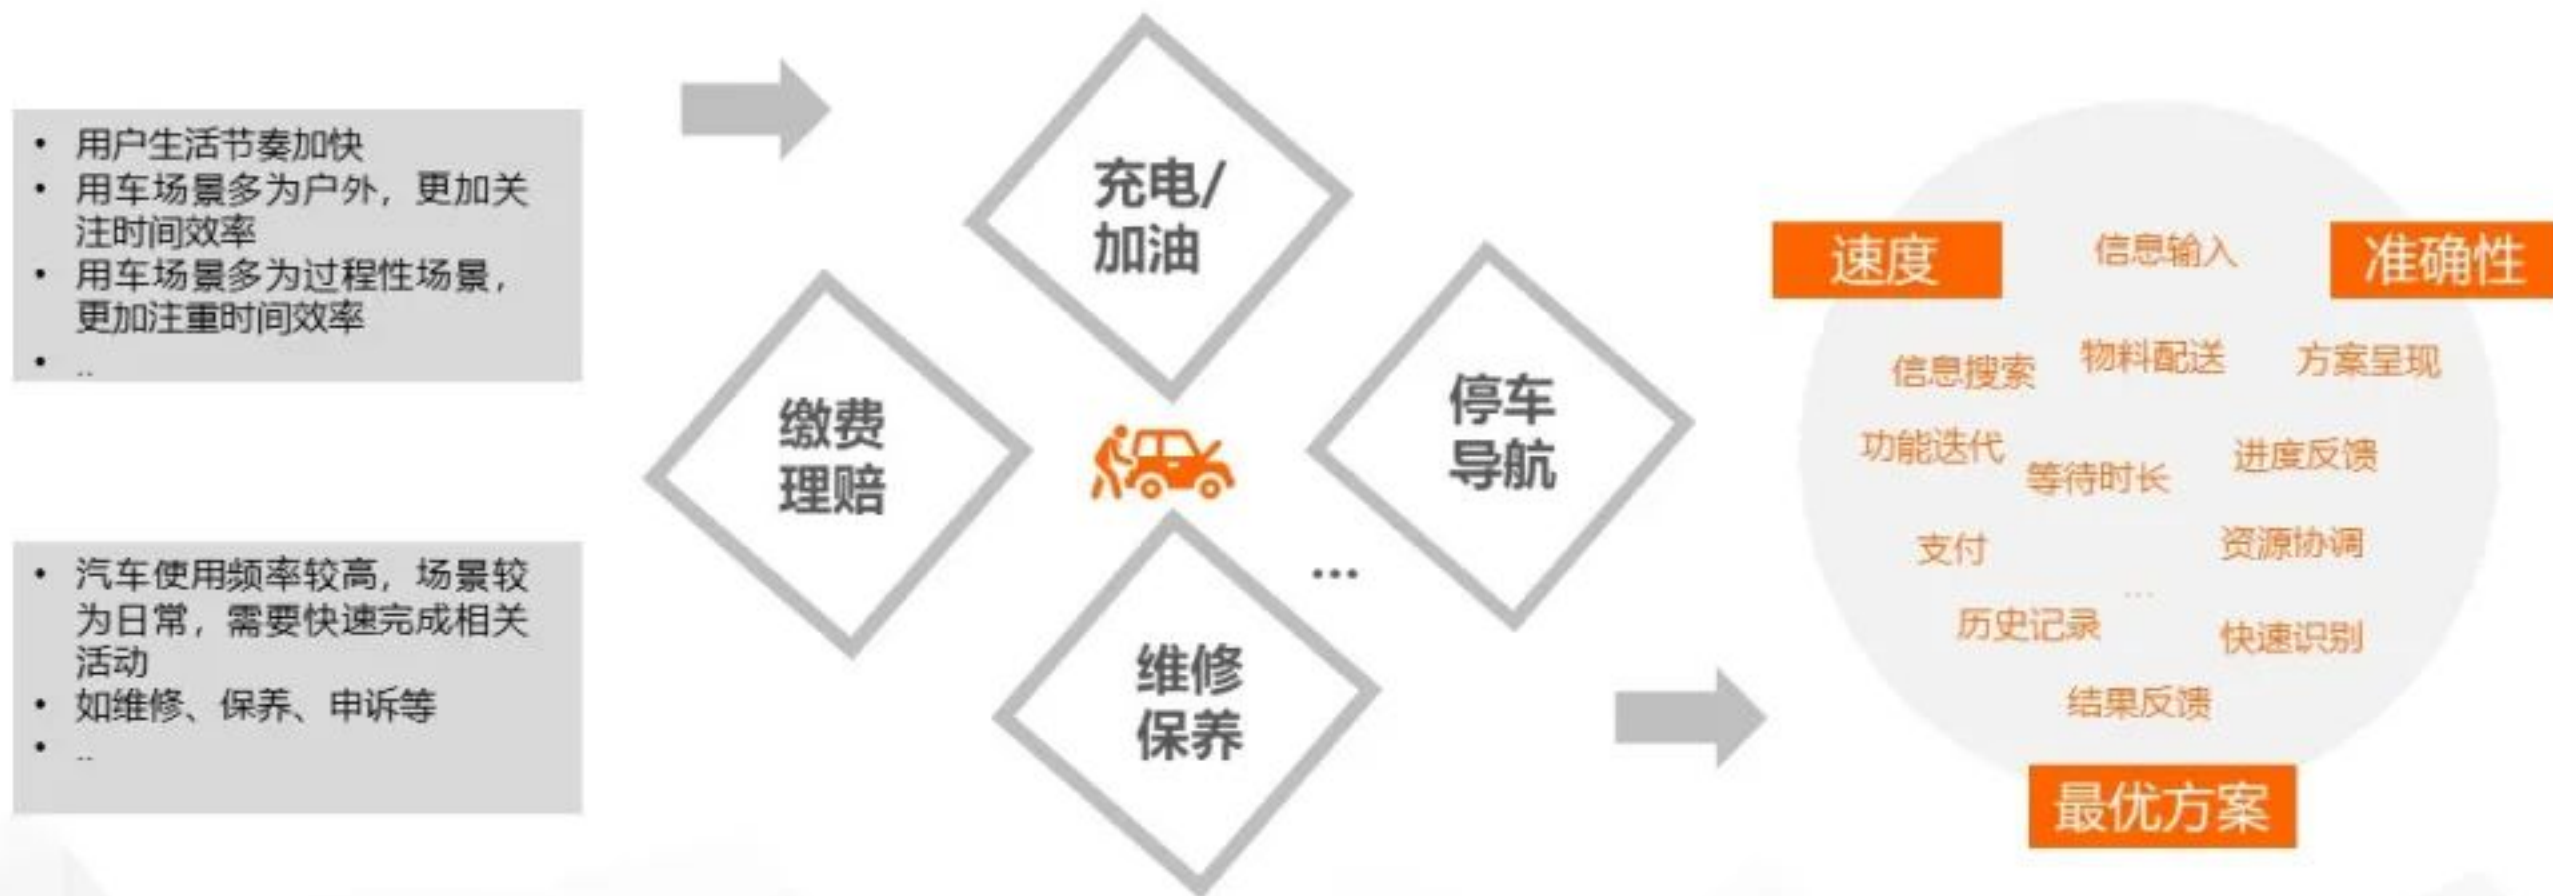 • 用户生活节奏加快
• 用车场景多为户外，更加关
注时间效率
• 用车场景多为过程性场景，
更加注重时间效率
• ..
• 汽车使用频率较高，场景较
为日常，需要快速完成相关
活动
• 如维修、保养、申诉等
• ..
充电/
加油
缴费
理赔
停车
导航
...
维修
保养
速度
信息输入
准确性
信息搜索
物料配送
方案呈现
功能迭代
等待时长
进度反馈
支付
资源协调
...
历史记录
快速识别
结果反馈
最优方案